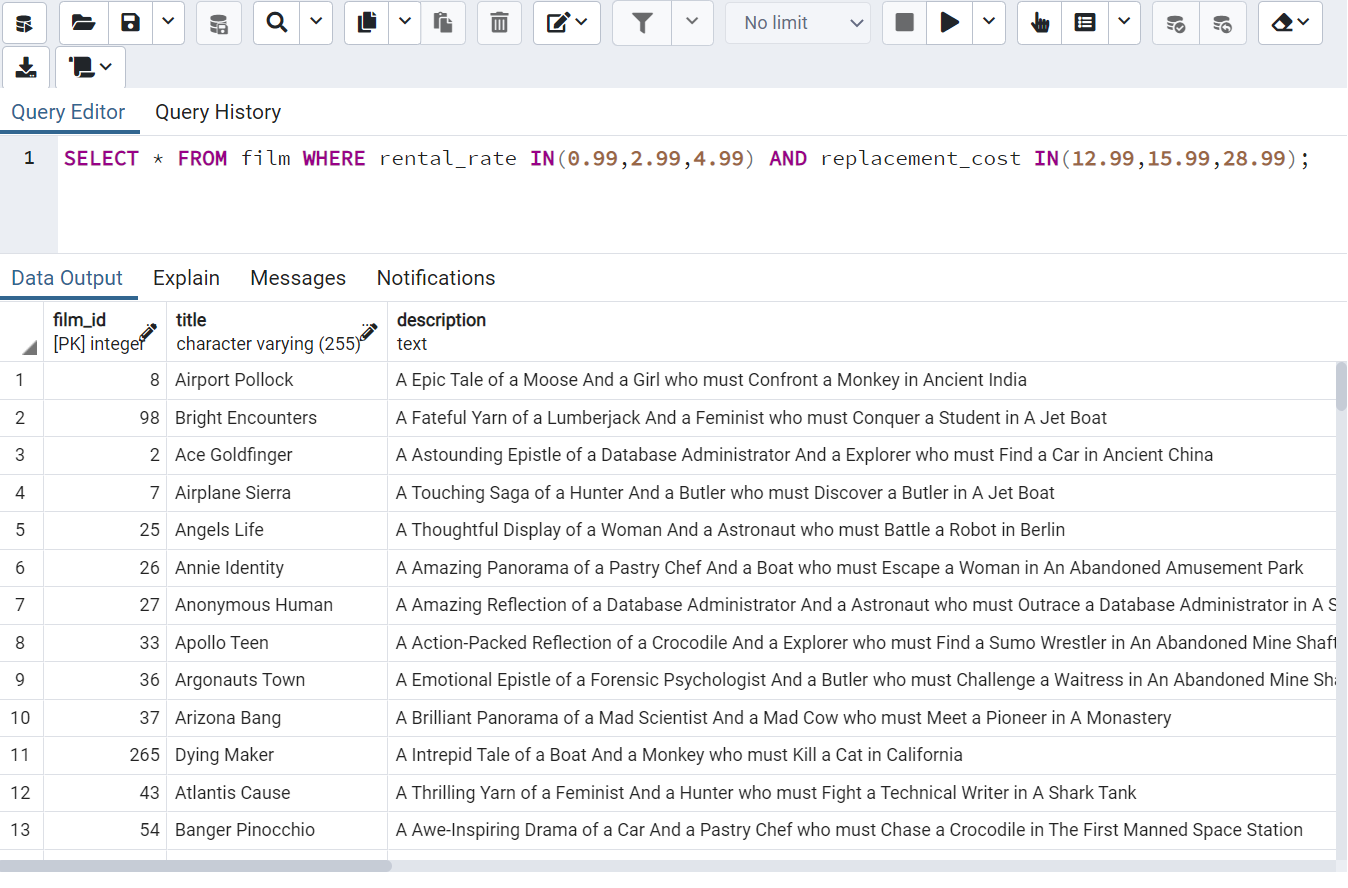 No limit
Query Editor Query History
1 SELECT * FROM film WHERE rental_rate IN(0.99,2.99,4.99) AND replacement_cost IN(12.99,15.99,28.99);
Data Output Explain Messages Notifications
film_id title description
[PK] integer character varying (255) text
1 8 Airport Pollock A Epic Tale of a Moose And a Girl who must Confront a Monkey in Ancient India
2 98 Bright Encounters A Fateful Yarn of a Lumberjack And a Feminist who must Conquer a Student in A Jet Boat
3 2 Ace Goldfinger A Astounding Epistle of a Database Administrator And a Explorer who must Find a Car in Ancient China
4 7 Airplane Sierra A Touching Saga of a Hunter And a Butler who must Discover a Butler in A Jet Boat
5 25 Angels Life A Thoughtful Display of a Woman And a Astronaut who must Battle a Robot in Berlin
6 26 Annie Identity A Amazing Panorama of a Pastry Chef And a Boat who must Escape a Woman in An Abandoned Amusement Park
7 27 Anonymous Human A Amazing Reflection of a Database Administrator And a Astronaut who must Outrace a Database Administrator in A S
8 33 Apollo Teen A Action-Packed Reflection of a Crocodile And a Explorer who must Find a Sumo Wrestler in An Abandoned Mine Shaft
9 36 Argonauts Town A Emotional Epistle of a Forensic Psychologist And a Butler who must Challenge a Waitress in An Abandoned Mine Sha
10 37 Arizona Bang A Brilliant Panorama of a Mad Scientist And a Mad Cow who must Meet a Pioneer in A Monastery
11 265 Dying Maker A Intrepid Tale of a Boat And a Monkey who must Kill a Cat in California
12 43 Atlantis Cause A Thrilling Yarn of a Feminist And a Hunter who must Fight a Technical Writer in A Shark Tank
13 54 Banger Pinocchio A Awe-Inspiring Drama of a Car And a Pastry Chef who must Chase a Crocodile in The First Manned Space Station